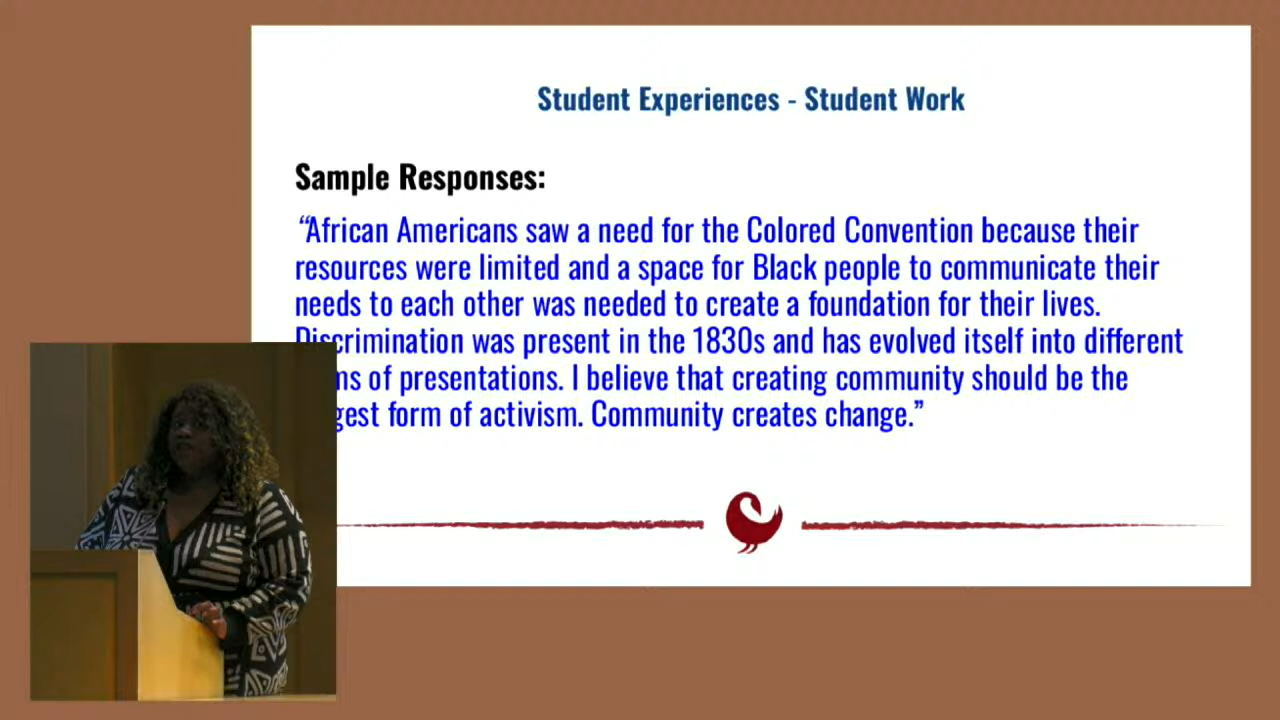 Student Experiences - Student Work
Sample Responses:
“African Americans saw a need for the Colored Convention because their
resources were limited and a space for Black people to communicate their
needs to each other was needed to create a foundation for their lives.
Discrimination was present in the 1830s and has evolved itself into different
of presentations. I believe that creating community should be the
form of activism. Community creates change.”